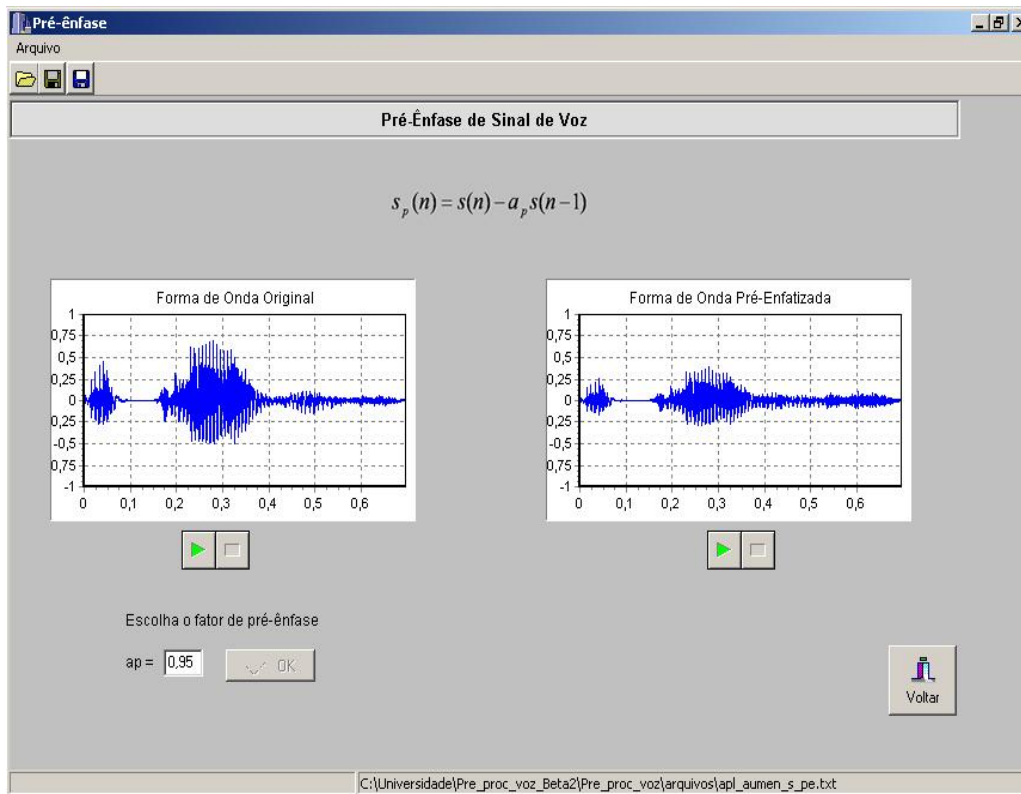 Pré-ênfase
Arquivo
Pré-Ênfase de Sinal de Voz
s_p(n) = s(n) − a_p s(n−1)
Forma de Onda Original
1
0,75
0,5
0,25
0
0,25
-0,5
0,75
-1
0 0,1 0,2 0,3 0,4 0,5 0,6
Forma de Onda Pré-Enfatizada
1
0,75
0,5
0,25
0
0,25
-0,5
0,75
-1
0 0,1 0,2 0,3 0,4 0,5 0,6
Escolha o fator de pré-ênfase
ap = 0,95 OK
Voltar
C:\Universidade\Pre_proc_voz_Beta2\Pre_proc_voz\arquivos\apl_aumen_s_pe.txt